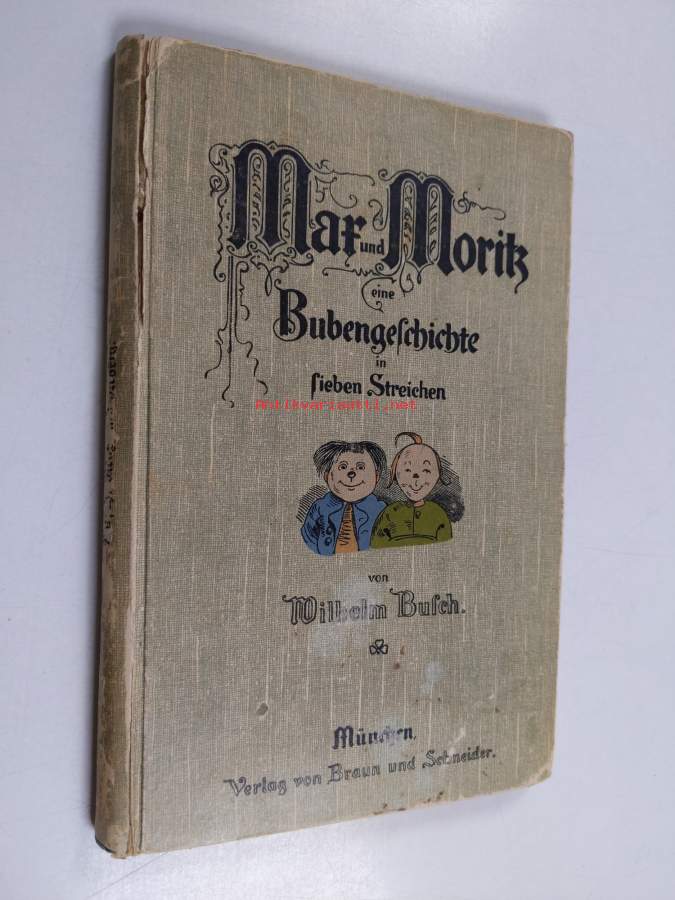 Max und Moritz
eine
Bubengeſchichte
in
ſieben Streichen
Antikvariaatti.net
von
Wilhelm Buſch.
München.
Verlag von Braun und Schneider.